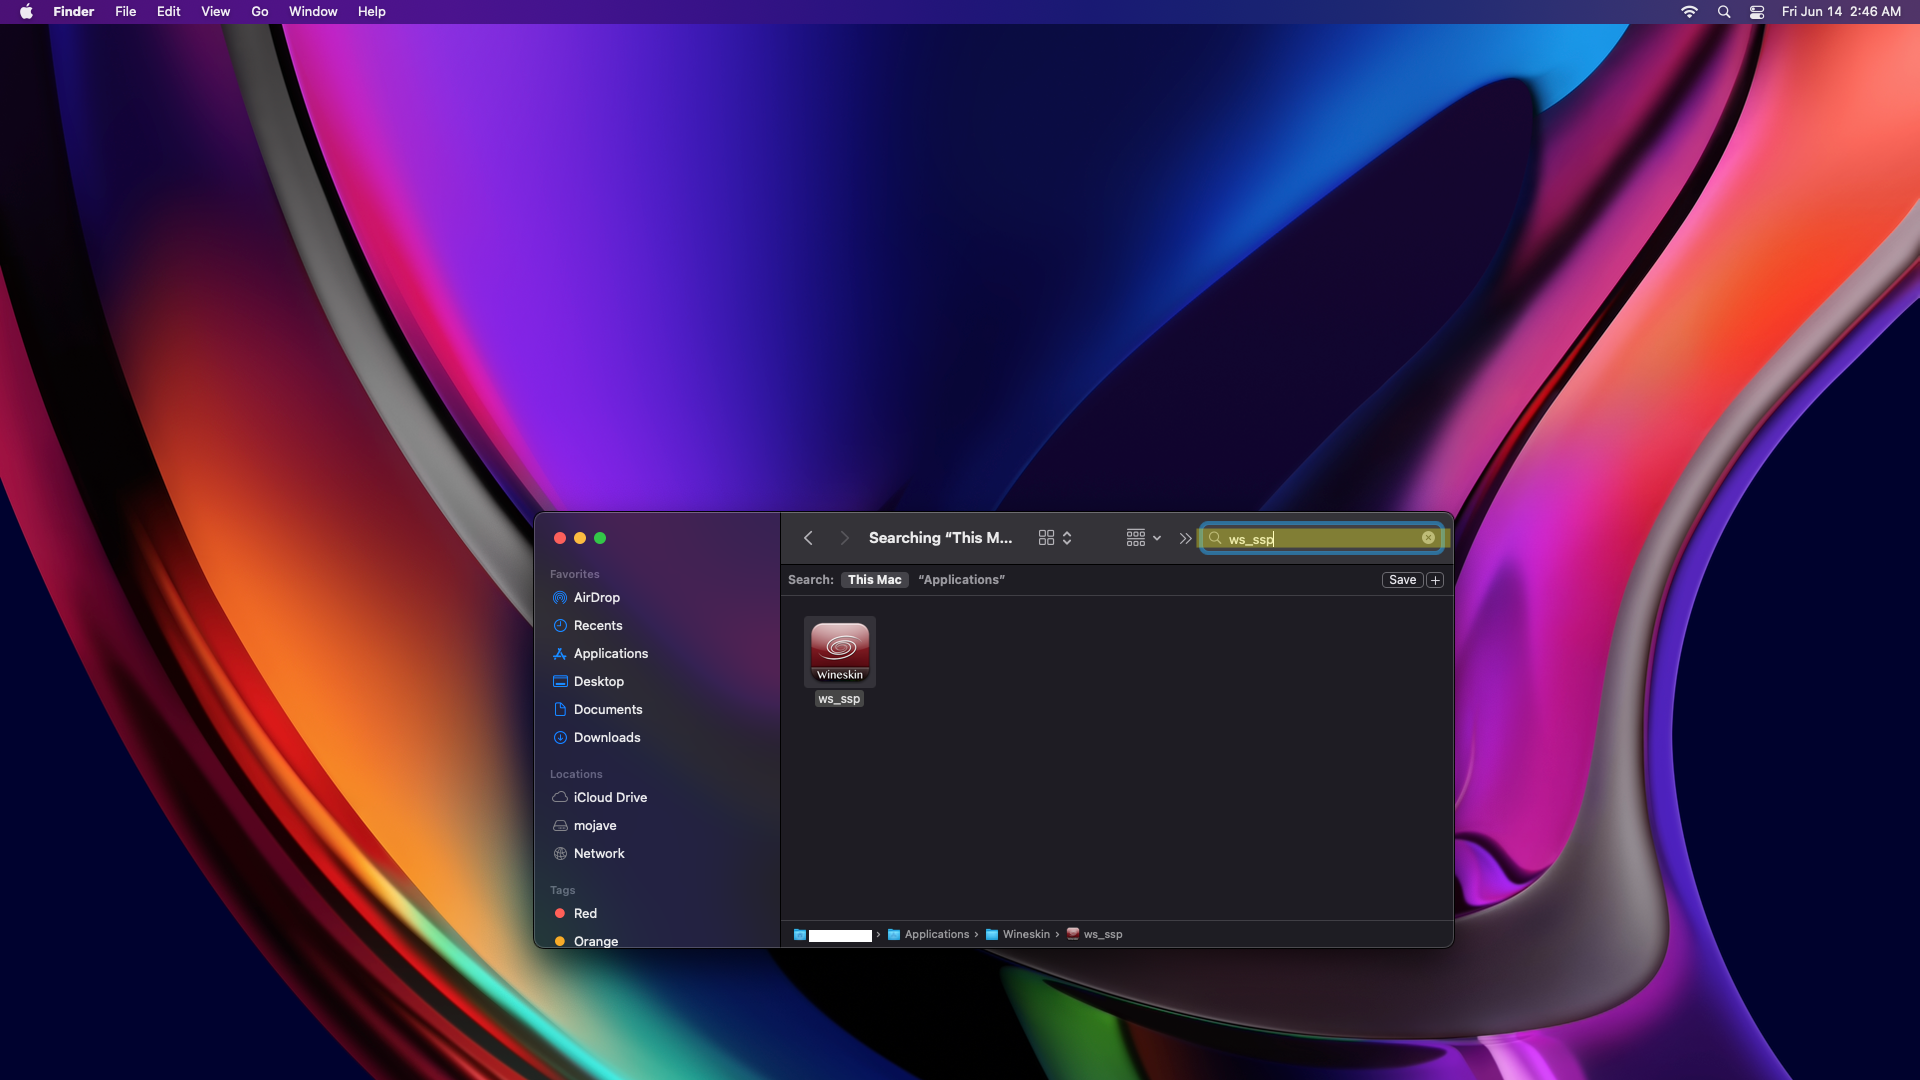 Finder File Edit View Go Window Help Fri Jun 14 2:46 AM
Searching “This M... ws_ssp
Search: This Mac “Applications” Save
Favorites
AirDrop
Recents
Applications
Desktop
Documents
Downloads
Locations
iCloud Drive
mojave
Network
Tags
Red
Orange
Wineskin
ws_ssp
Applications › Wineskin › ws_ssp